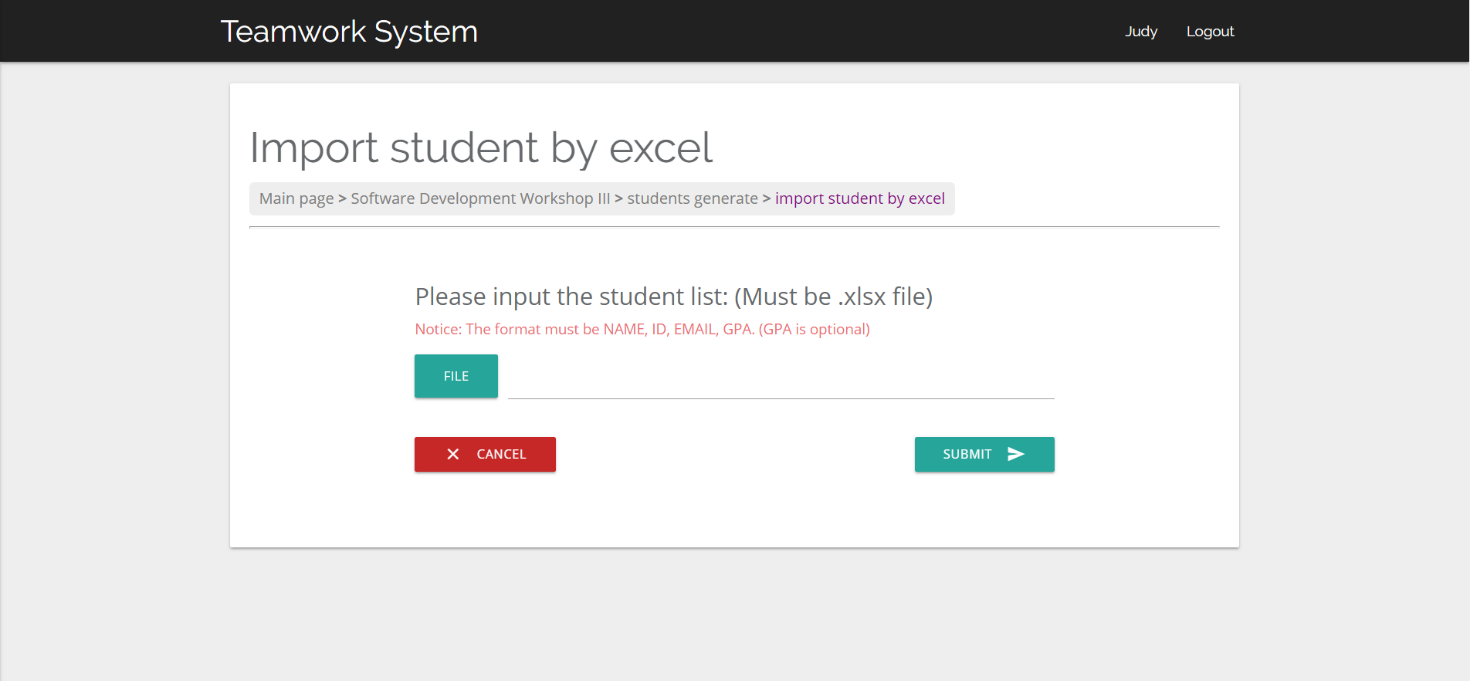 Teamwork System Judy Logout
Import student by excel
Main page > Software Development Workshop III > students generate > import student by excel
Please input the student list: (Must be .xlsx file)
Notice: The format must be NAME, ID, EMAIL, GPA. (GPA is optional)
FILE
CANCEL SUBMIT